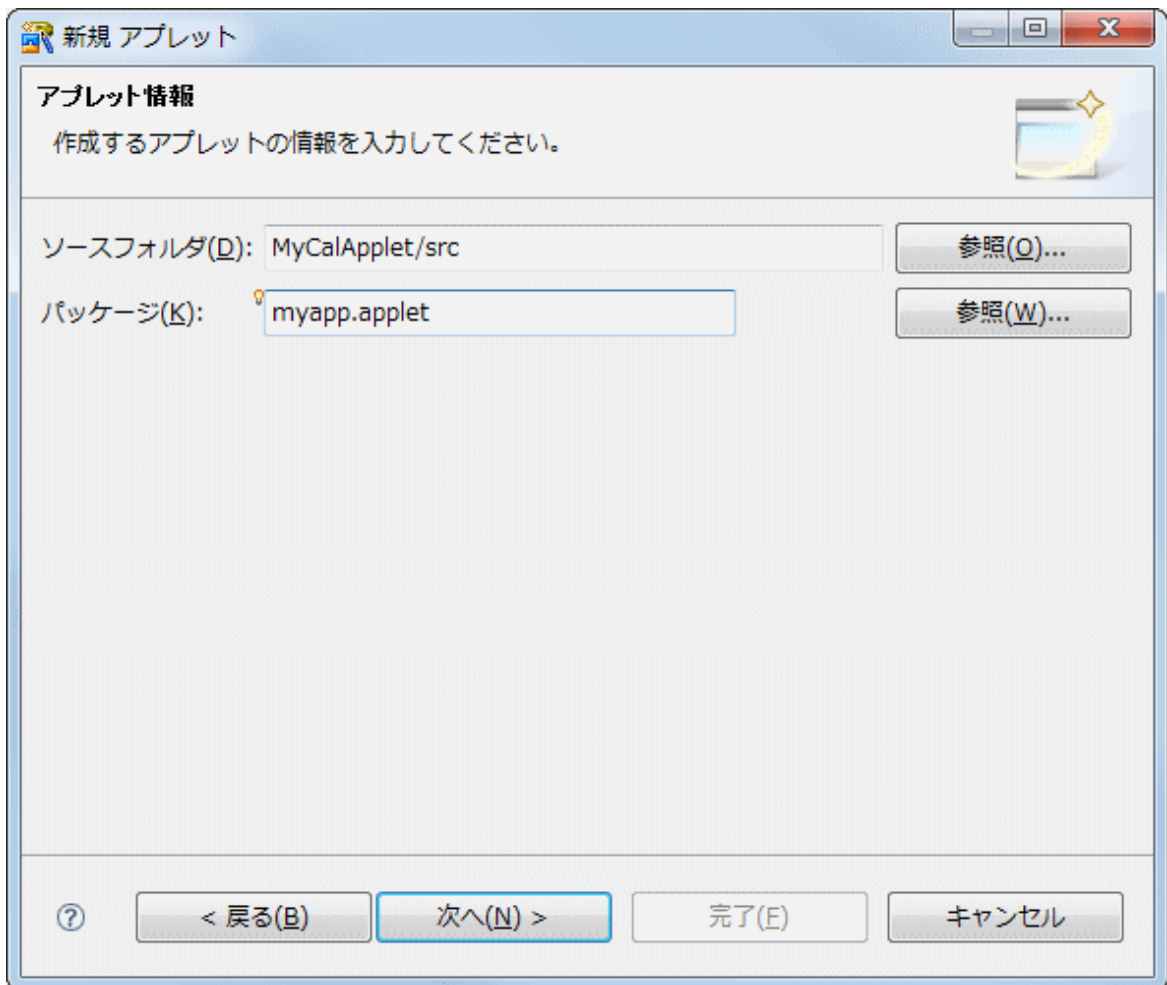 新規 アプレット
アプレット情報
作成するアプレットの情報を入力してください。
ソースフォルダ(D): MyCalApplet/src 参照(O)...
パッケージ(K): myapp.applet 参照(W)...
< 戻る(B) 次へ(N) > 完了(F) キャンセル